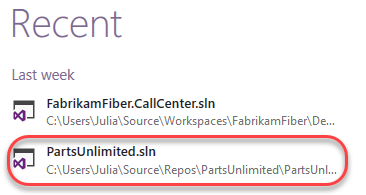 Recent
Last week
FabrikamFiber.CallCenter.sln
C:\Users\Julia\Source\Workspaces\FabrikamFiber\De...
PartsUnlimited.sln
C:\Users\Julia\Source\Repos\PartsUnlimited\PartsUnl...